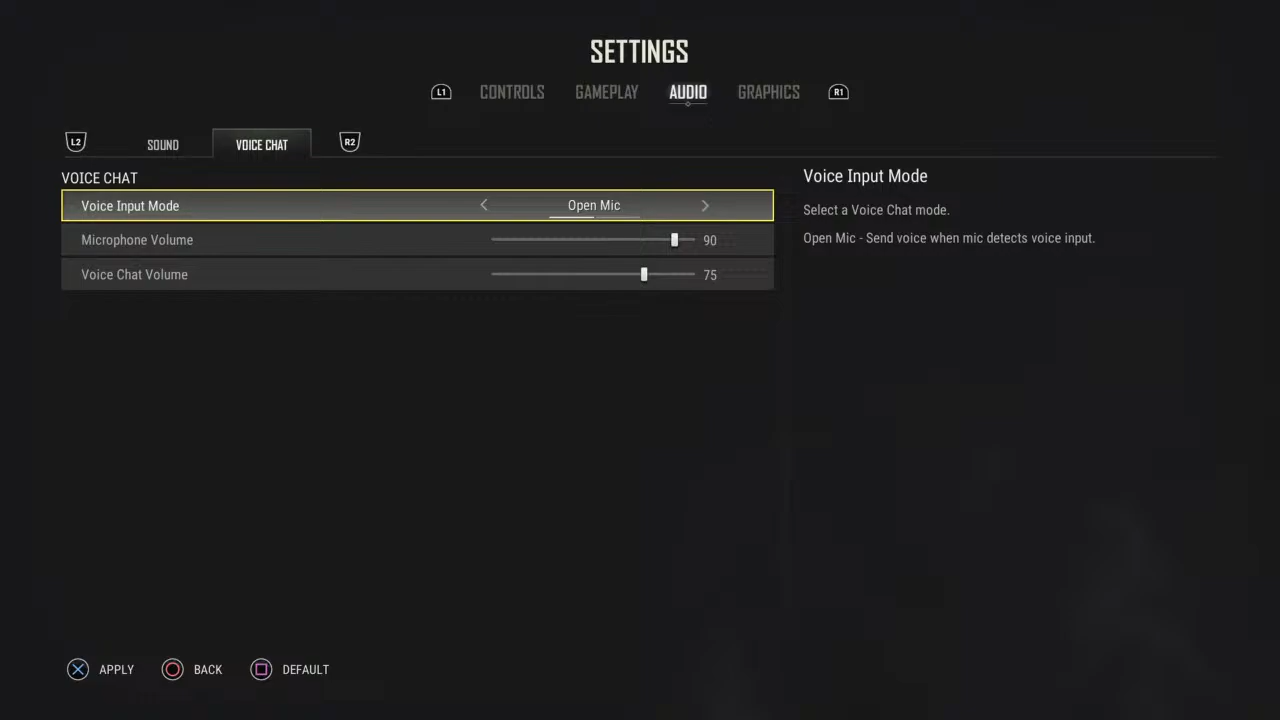 SETTINGS
L1 CONTROLS GAMEPLAY AUDIO GRAPHICS R1
L2 SOUND VOICE CHAT R2
VOICE CHAT
Voice Input Mode Open Mic
Microphone Volume 90
Voice Chat Volume 75
Voice Input Mode
Select a Voice Chat mode.
Open Mic - Send voice when mic detects voice input.
APPLY BACK DEFAULT